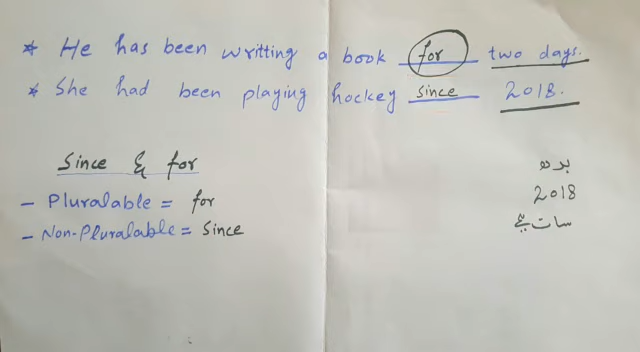 * He has been writting a book for two days.
* She had been playing hockey since 2018.
Since & for
- Pluralable = for
- Non-Pluralable = Since
بدھ
2018
سات بجے